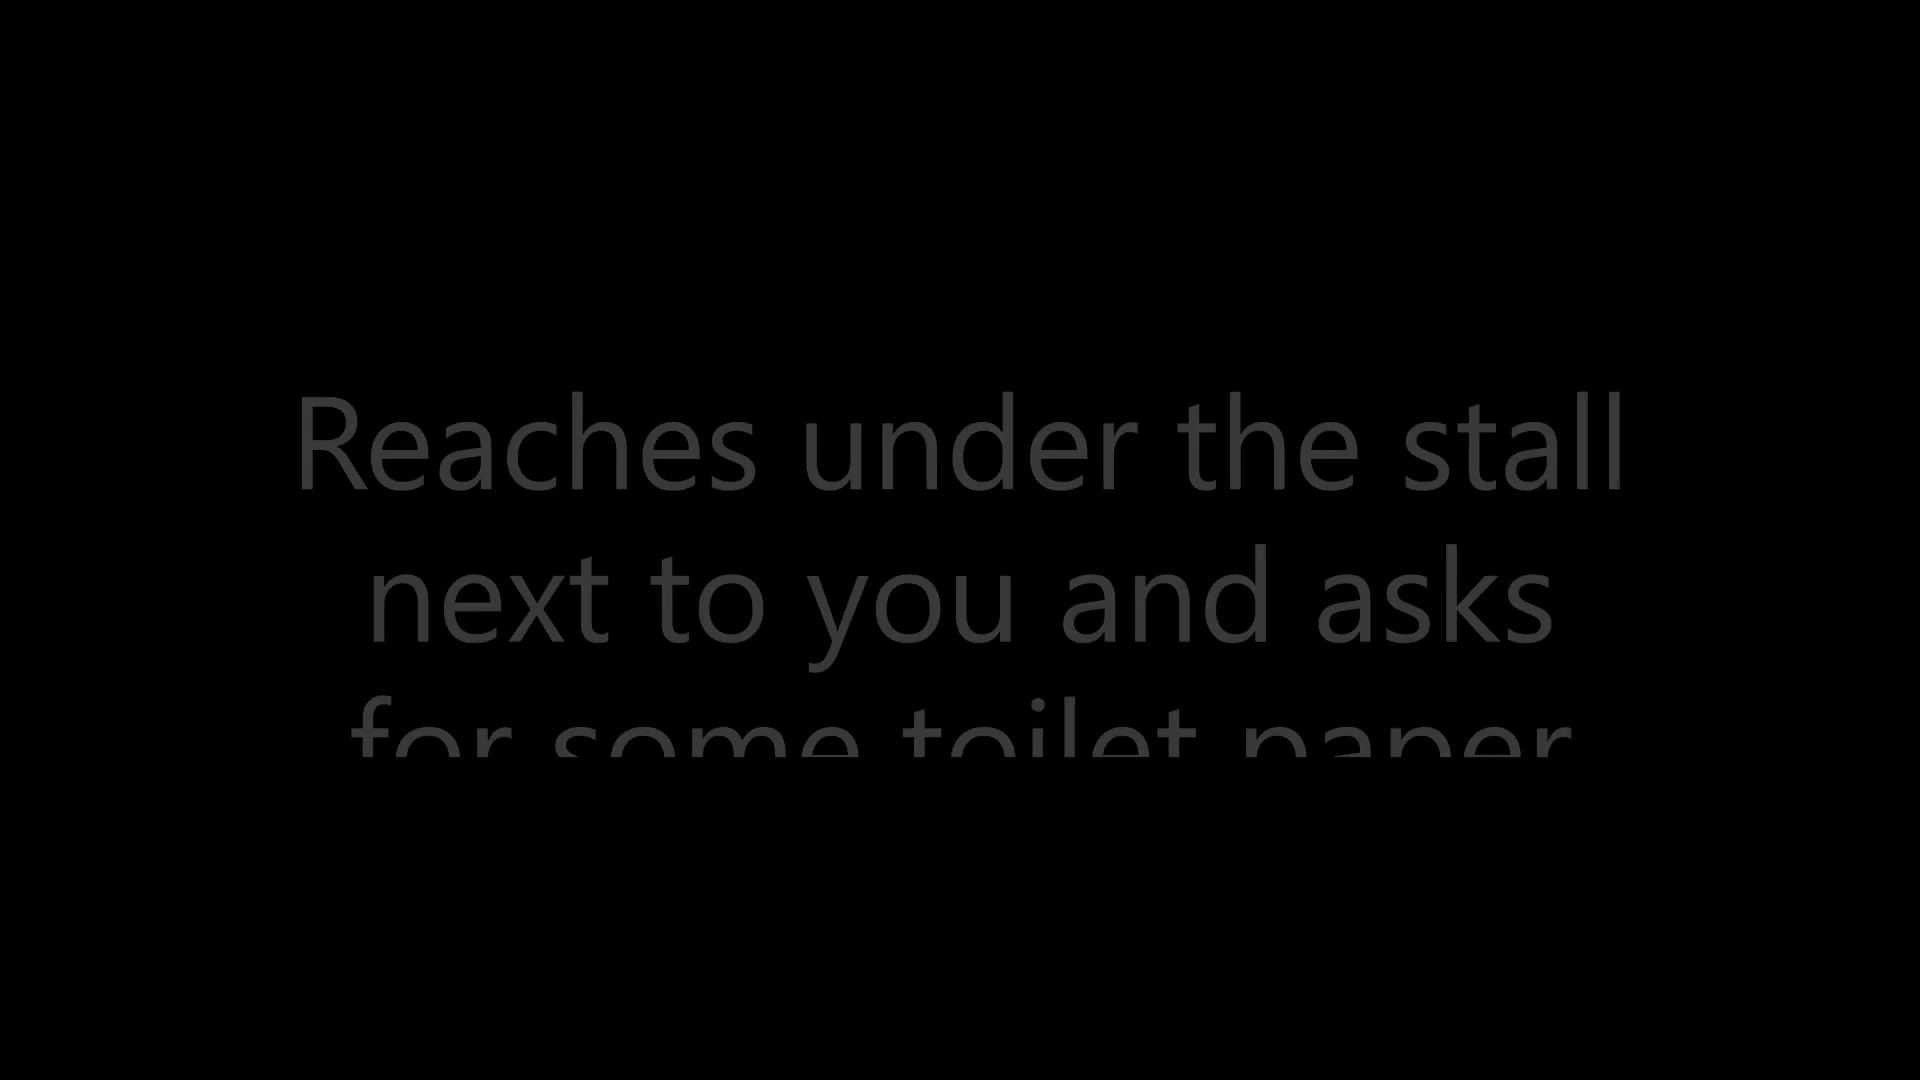 Reaches under the stall
next to you and asks
for some toilet paper